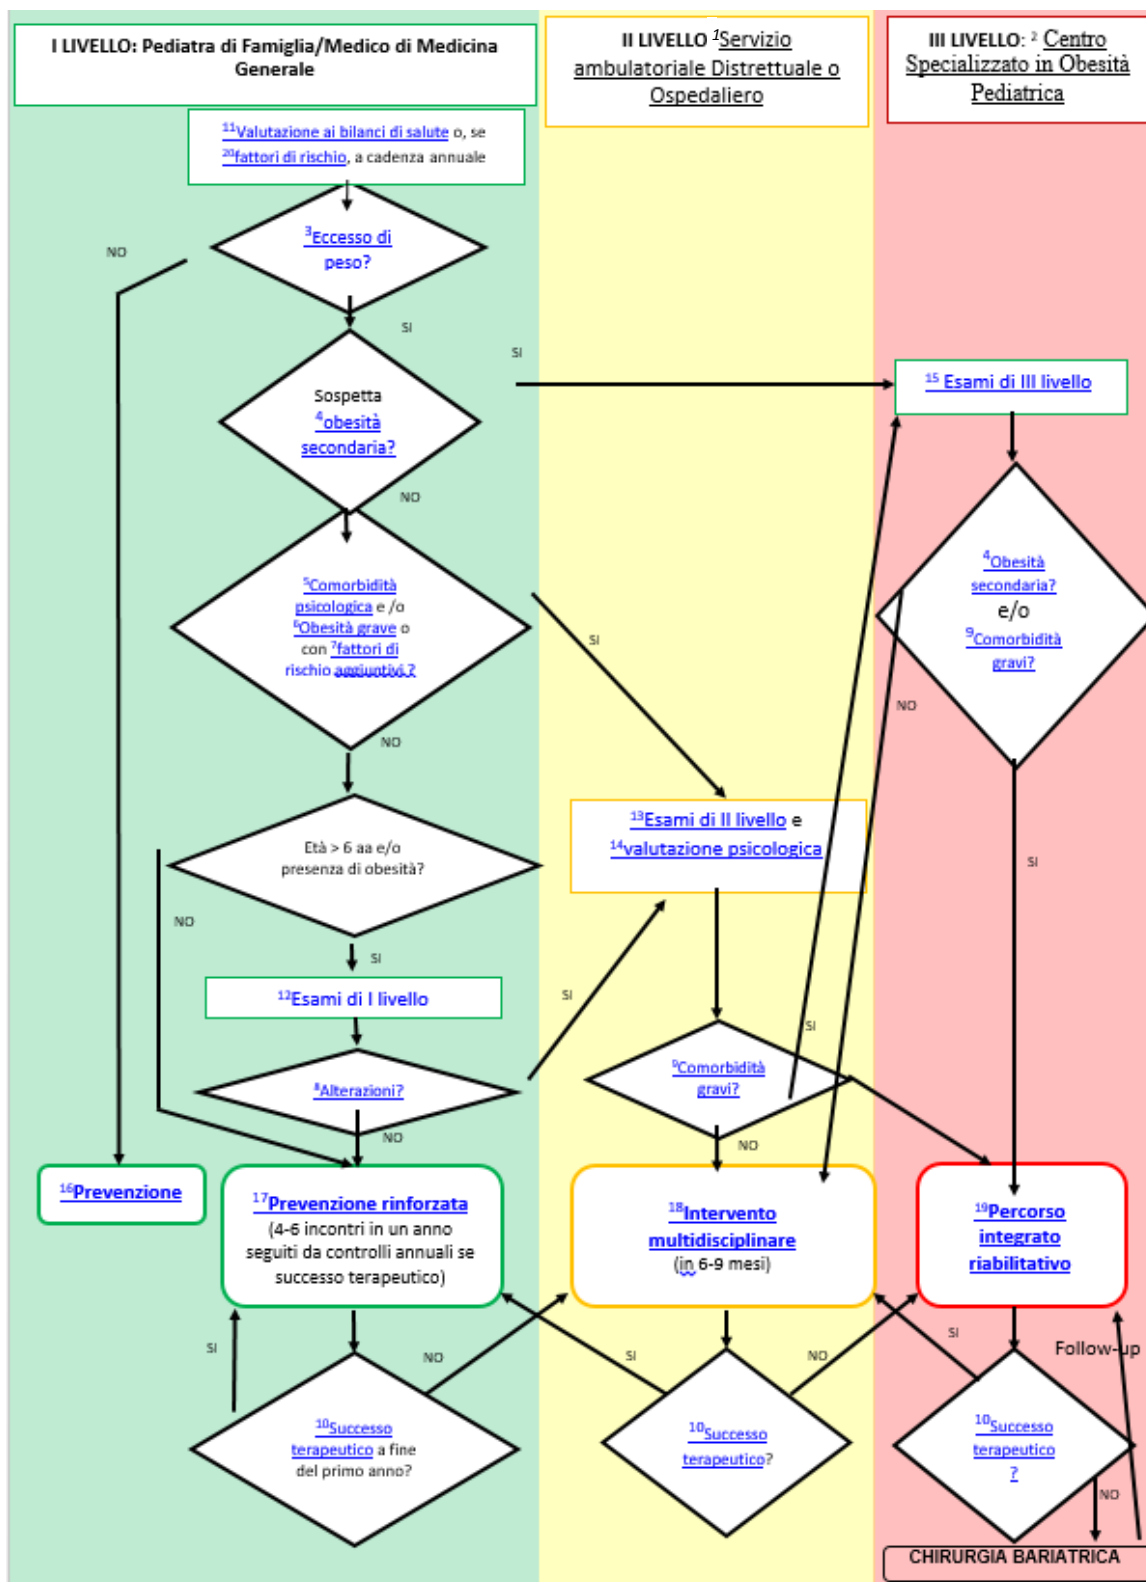 I LIVELLO: Pediatra di Famiglia/Medico di Medicina
Generale
II LIVELLO ¹Servizio
ambulatoriale Distrettuale o
Ospedaliero
III LIVELLO: ² Centro
Specializzato in Obesità
Pediatrica
¹¹Valutazione ai bilanci di salute o, se
²⁰fattori di rischio, a cadenza annuale
³Eccesso di
peso?
NO
SI
SI
Sospetta
⁴obesità
secondaria?
¹⁵ Esami di III livello
NO
⁵Comorbidità
psicologica e /o
⁶Obesità grave o
con ⁷fattori di
rischio aggiuntivi ?
SI
NO
⁴Obesità
secondaria?
e/o
⁹Comorbidità
gravi?
NO
SI
Età > 6 aa e/o
presenza di obesità?
NO
SI
¹³Esami di II livello e
¹⁴valutazione psicologica
¹²Esami di I livello
SI
⁸Alterazioni?
NO
⁹Comorbidità
gravi?
SI
NO
¹⁶Prevenzione
¹⁷Prevenzione rinforzata
(4-6 incontri in un anno
seguiti da controlli annuali se
successo terapeutico)
¹⁸Intervento
multidisciplinare
(in 6-9 mesi)
¹⁹Percorso
integrato
riabilitativo
SI
NO
SI
NO
SI
Follow-up
¹⁰Successo
terapeutico a fine
del primo anno?
¹⁰Successo
terapeutico?
¹⁰Successo
terapeutico
?
NO
CHIRURGIA BARIATRICA